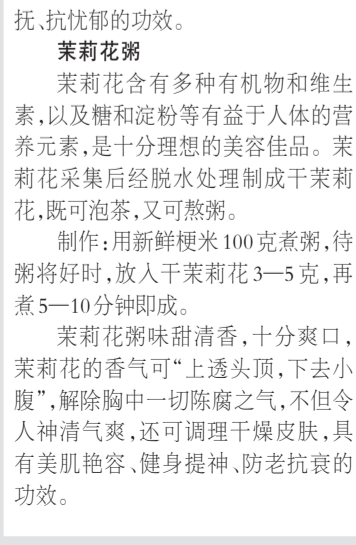 抚、抗忧郁的功效。
茉莉花粥
茉莉花含有多种有机物和维生
素,以及糖和淀粉等有益于人体的营
养元素,是十分理想的美容佳品。茉
莉花采集后经脱水处理制成干茉莉
花,既可泡茶,又可熬粥。
制作:用新鲜梗米100克煮粥,待
粥将好时,放入干茉莉花3—5克,再
煮5—10分钟即成。
茉莉花粥味甜清香,十分爽口,
茉莉花的香气可“上透头顶,下去小
腹”,解除胸中一切陈腐之气,不但令
人神清气爽,还可调理干燥皮肤,具
有美肌艳容、健身提神、防老抗衰的
功效。